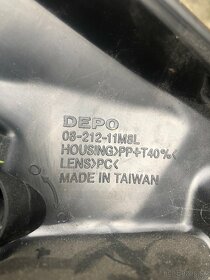 DEPO
08-212-11M8L
HOUSING>PP+T40%<
LENS>PC<
MADE IN TAIWAN